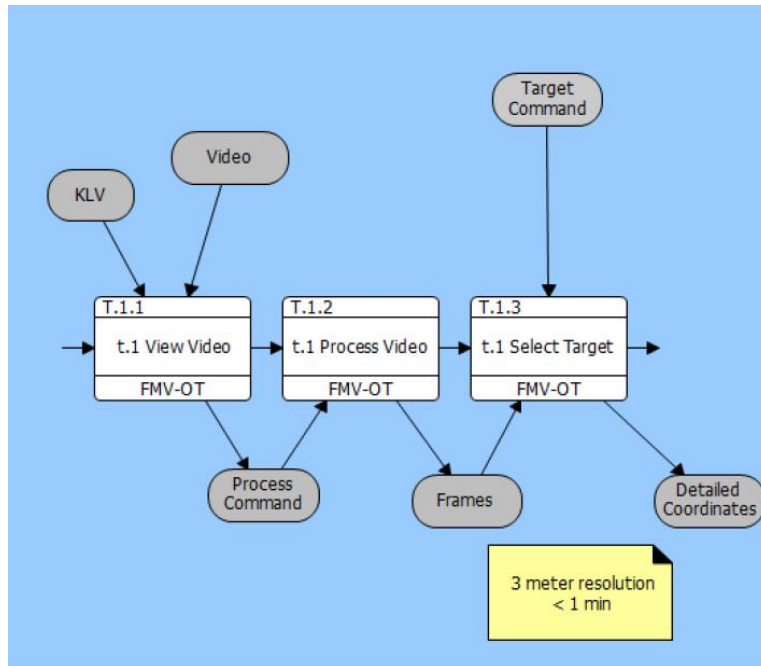 Target
Command
Video
KLV
T.1.1
t.1 View Video
FMV-OT
T.1.2
t.1 Process Video
FMV-OT
T.1.3
t.1 Select Target
FMV-OT
Process
Command
Frames
Detailed
Coordinates
3 meter resolution
< 1 min